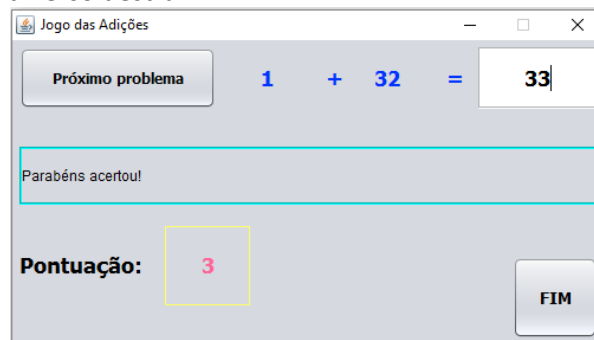 Jogo das Adições
Próximo problema 1 + 32 = 33
Parabéns acertou!
Pontuação: 3
FIM